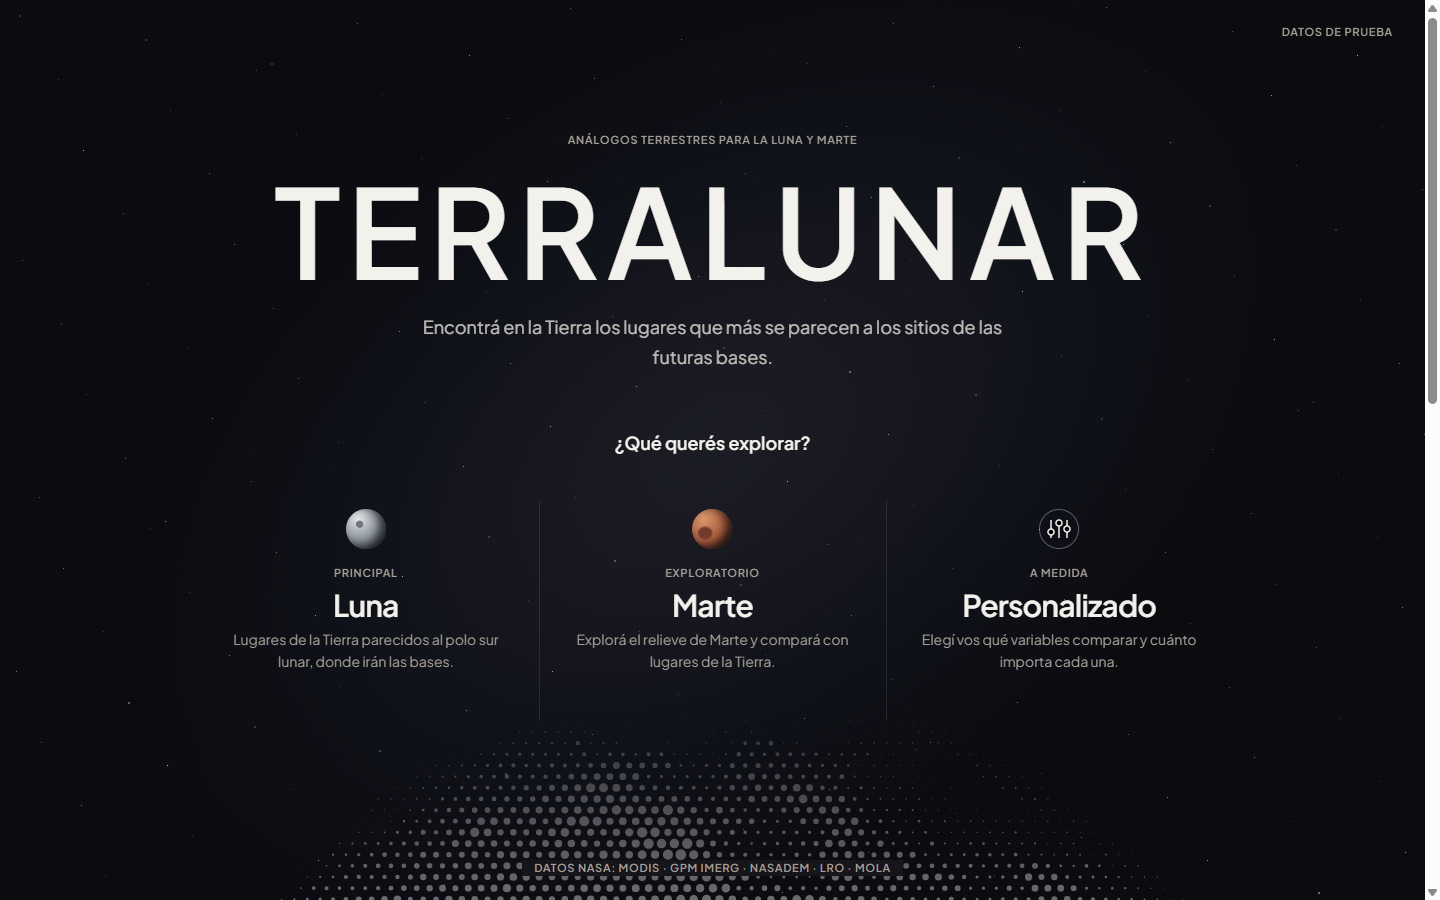 DATOS DE PRUEBA
ANÁLOGOS TERRESTRES PARA LA LUNA Y MARTE
TERRALUNAR
Encontrá en la Tierra los lugares que más se parecen a los sitios de las
futuras bases.
¿Qué querés explorar?
PRINCIPAL
Luna
Lugares de la Tierra parecidos al polo sur
lunar, donde irán las bases.
EXPLORATORIO
Marte
Explorá el relieve de Marte y compará con
lugares de la Tierra.
A MEDIDA
Personalizado
Elegí vos qué variables comparar y cuánto
importa cada una.
DATOS NASA: MODIS · GPM IMERG · NASADEM · LRO · MOLA